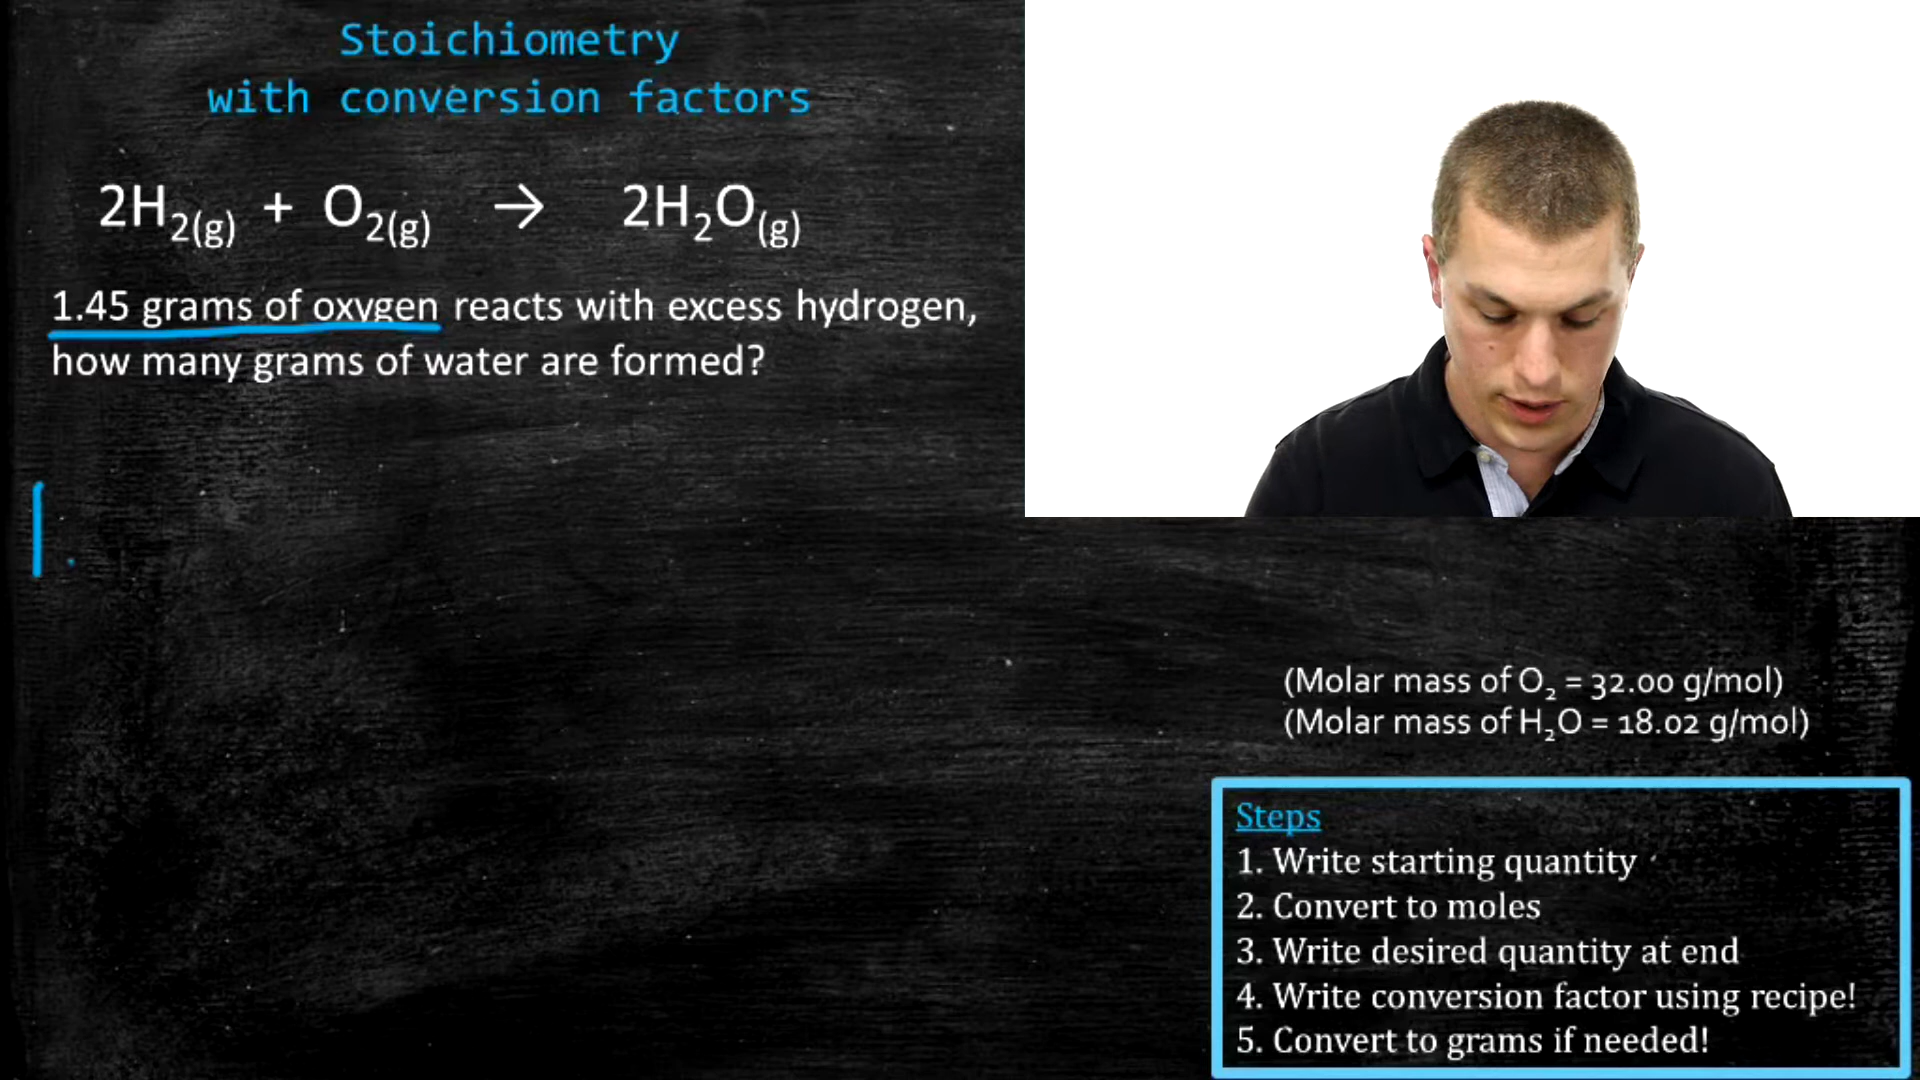 Stoichiometry
with conversion factors
2H₂(g) + O₂(g) → 2H₂O(g)
1.45 grams of oxygen reacts with excess hydrogen,
how many grams of water are formed?
1.
(Molar mass of O₂ = 32.00 g/mol)
(Molar mass of H₂O = 18.02 g/mol)
Steps
1. Write starting quantity
2. Convert to moles
3. Write desired quantity at end
4. Write conversion factor using recipe!
5. Convert to grams if needed!